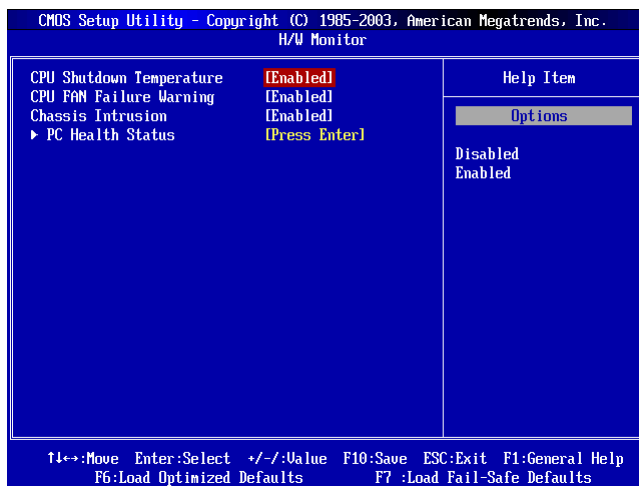 CMOS Setup Utility - Copyright (C) 1985-2003, American Megatrends, Inc.
H/W Monitor
CPU Shutdown Temperature [Enabled]
CPU FAN Failure Warning [Enabled]
Chassis Intrusion [Enabled]
▶ PC Health Status [Press Enter]
Help Item
Options
Disabled
Enabled
↑↓↔:Move Enter:Select +/-/:Value F10:Save ESC:Exit F1:General Help
F6:Load Optimized Defaults F7 :Load Fail-Safe Defaults